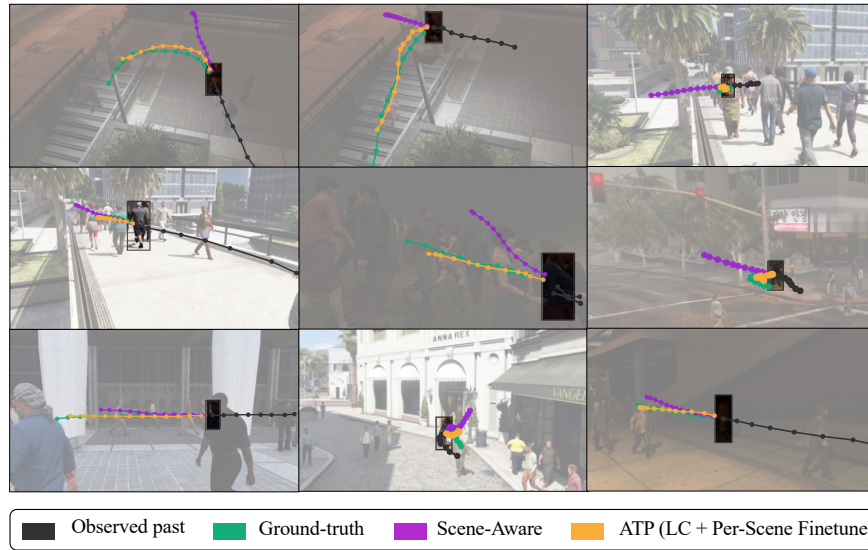 ANNA REX
Observed past
Ground-truth
Scene-Aware
ATP (LC + Per-Scene Finetune